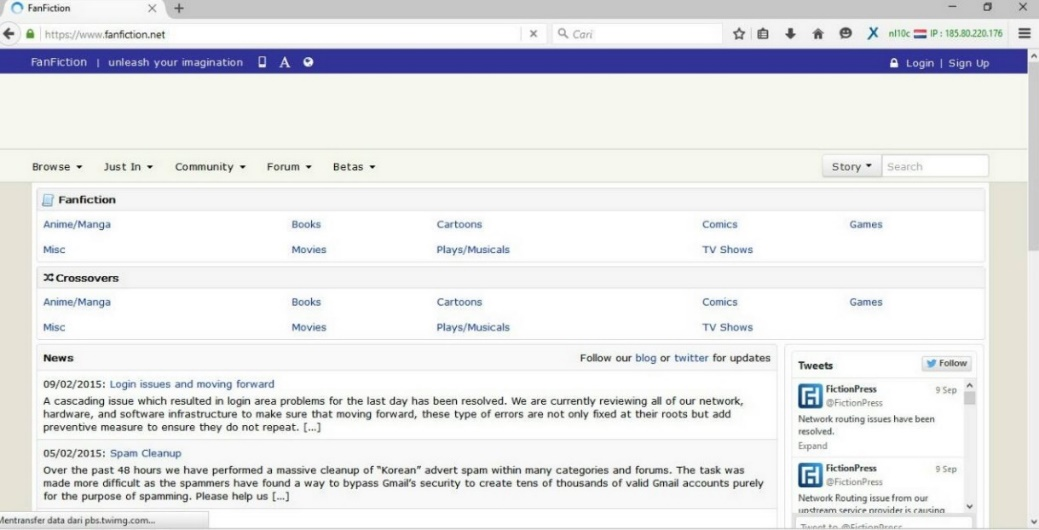 FanFiction
https://www.fanfiction.net
Cari
nl10c IP : 185.80.220.176
FanFiction | unleash your imagination A
Login | Sign Up
Browse Just In Community Forum Betas
Story Search
Fanfiction
Anime/Manga Books Cartoons Comics Games
Misc Movies Plays/Musicals TV Shows
Crossovers
Anime/Manga Books Cartoons Comics Games
Misc Movies Plays/Musicals TV Shows
News Follow our blog or twitter for updates
09/02/2015: Login issues and moving forward
A cascading issue which resulted in login area problems for the last day has been resolved. We are currently reviewing all of our network,
hardware, and software infrastructure to make sure that moving forward, these type of errors are not only fixed at their roots but add
preventive measure to ensure they do not repeat. [...]
05/02/2015: Spam Cleanup
Over the past 48 hours we have performed a massive cleanup of "Korean" advert spam within many categories and forums. The task was
made more difficult as the spammers have found a way to bypass Gmail's security to create tens of thousands of valid Gmail accounts purely
for the purpose of spamming. Please help us [...]
Tweets Follow
FictionPress 9 Sep
@FictionPress
Network routing issues have been
resolved.
Expand
FictionPress 9 Sep
@FictionPress
Network Routing issue from our
upstream service provider is causing
Tweet to @FictionPress
Mentransfer data dari pbs.twimg.com...